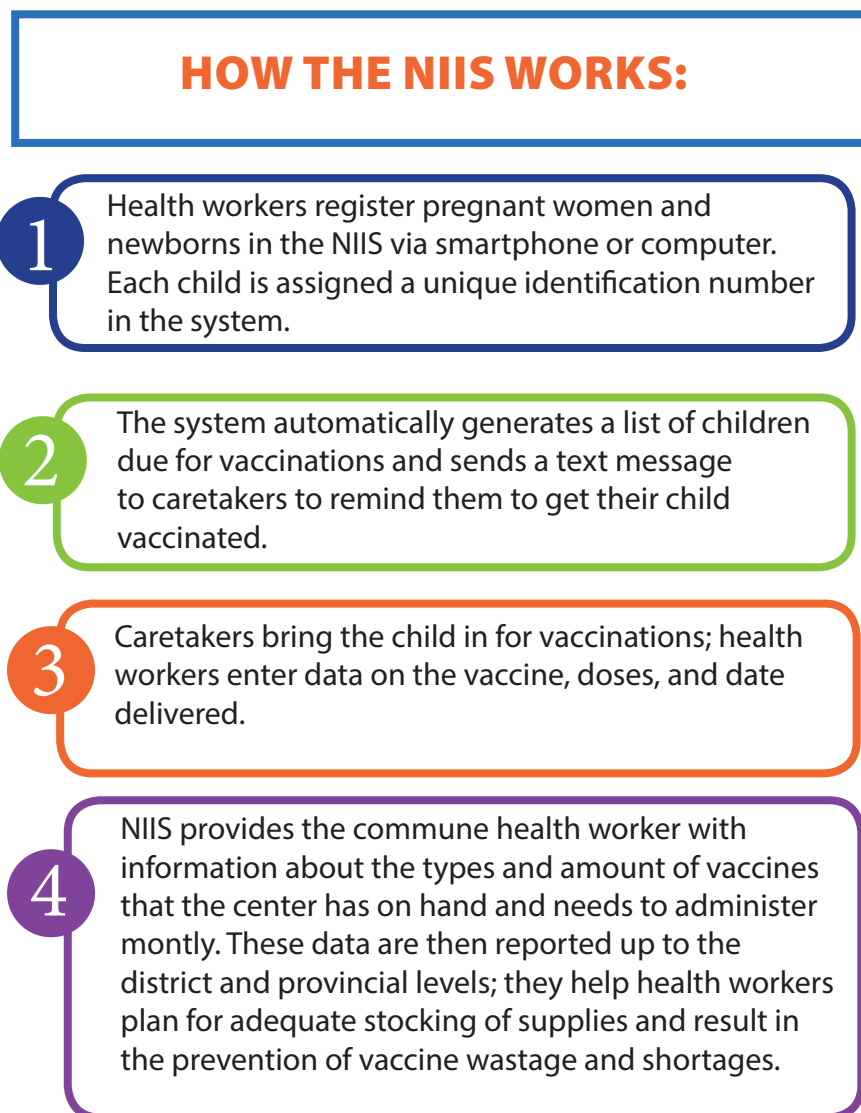 HOW THE NIIS WORKS:
1
Health workers register pregnant women and
newborns in the NIIS via smartphone or computer.
Each child is assigned a unique identification number
in the system.
2
The system automatically generates a list of children
due for vaccinations and sends a text message
to caretakers to remind them to get their child
vaccinated.
3
Caretakers bring the child in for vaccinations; health
workers enter data on the vaccine, doses, and date
delivered.
4
NIIS provides the commune health worker with
information about the types and amount of vaccines
that the center has on hand and needs to administer
montly. These data are then reported up to the
district and provincial levels; they help health workers
plan for adequate stocking of supplies and result in
the prevention of vaccine wastage and shortages.